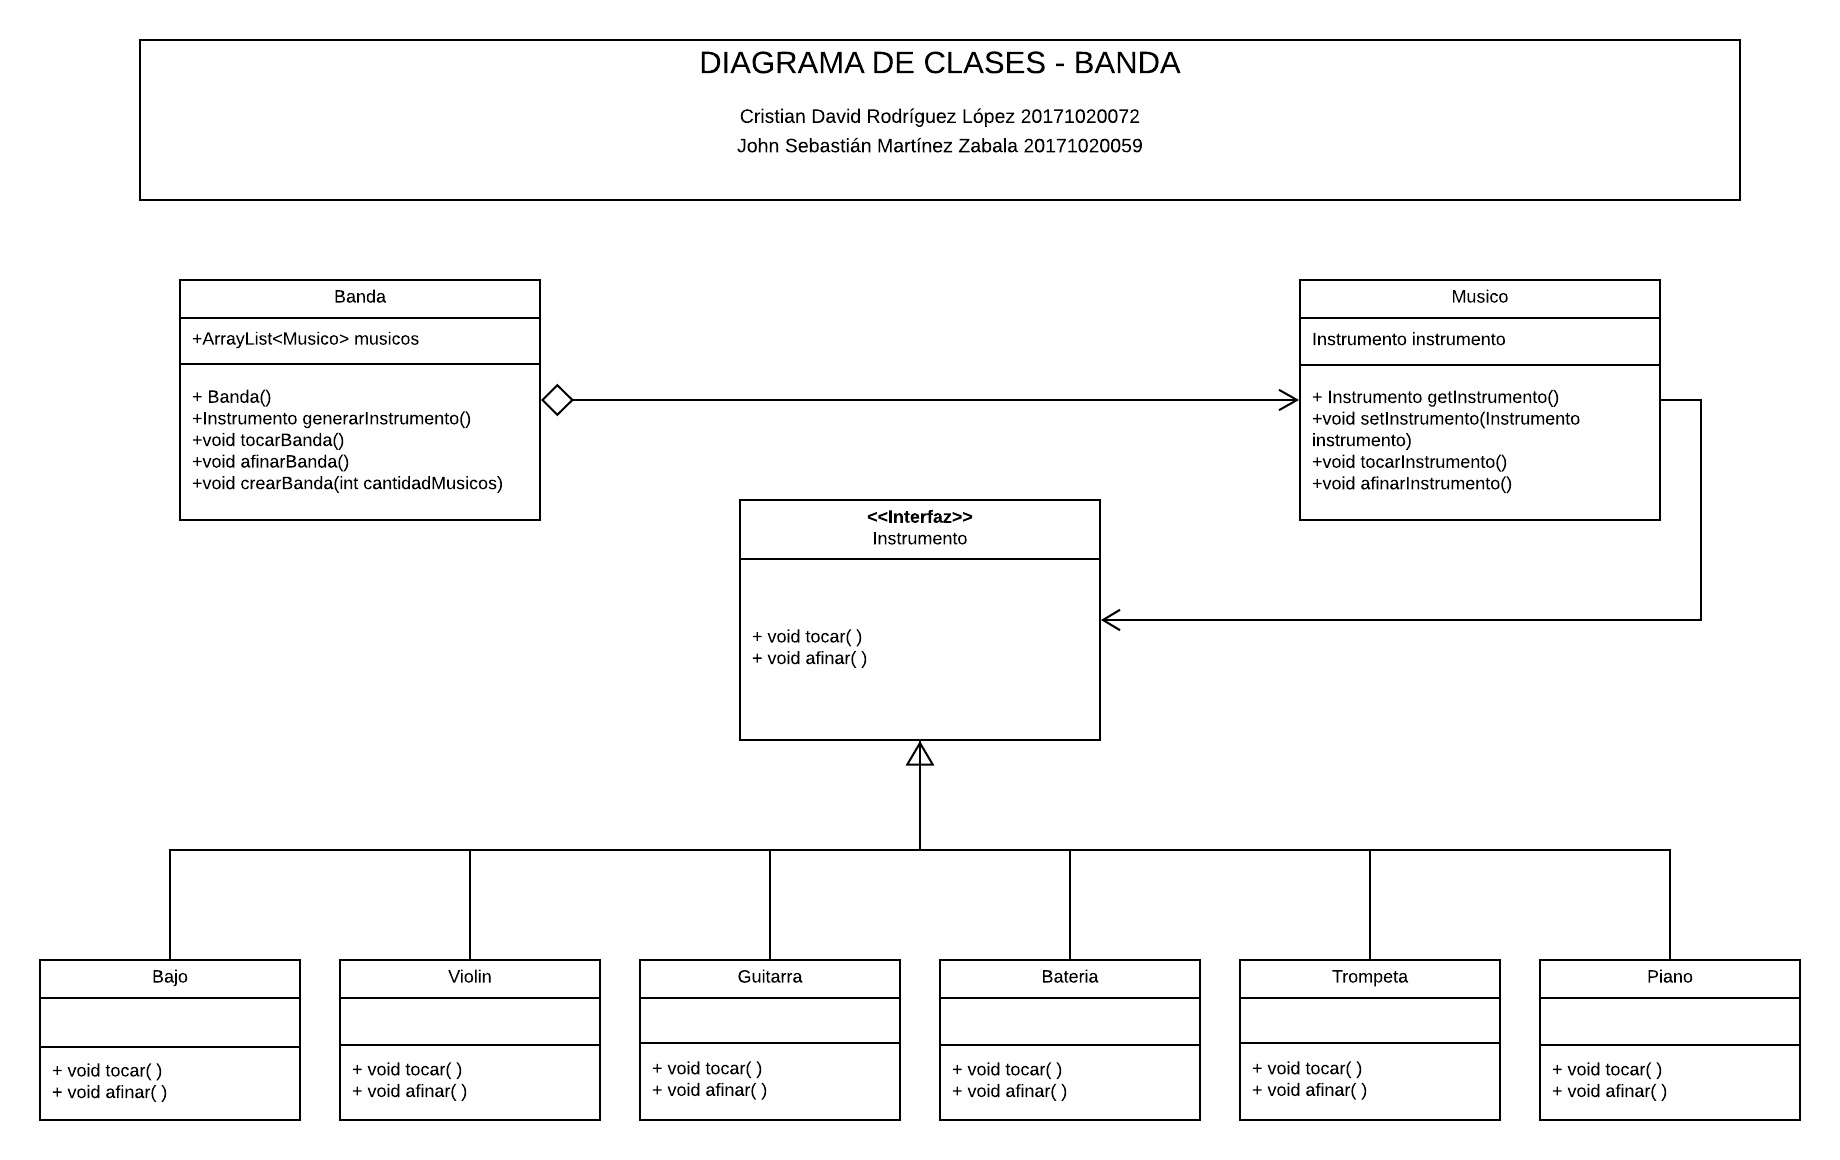 DIAGRAMA DE CLASES - BANDA
Cristian David Rodríguez López 20171020072
John Sebastián Martínez Zabala 20171020059
Banda
+ArrayList<Musico> musicos
+ Banda()
+Instrumento generarInstrumento()
+void tocarBanda()
+void afinarBanda()
+void crearBanda(int cantidadMusicos)
Musico
Instrumento instrumento
+ Instrumento getInstrumento()
+void setInstrumento(Instrumento
instrumento)
+void tocarInstrumento()
+void afinarInstrumento()
<<Interfaz>>
Instrumento
+ void tocar( )
+ void afinar( )
Bajo
+ void tocar( )
+ void afinar( )
Violin
+ void tocar( )
+ void afinar( )
Guitarra
+ void tocar( )
+ void afinar( )
Bateria
+ void tocar( )
+ void afinar( )
Trompeta
+ void tocar( )
+ void afinar( )
Piano
+ void tocar( )
+ void afinar( )